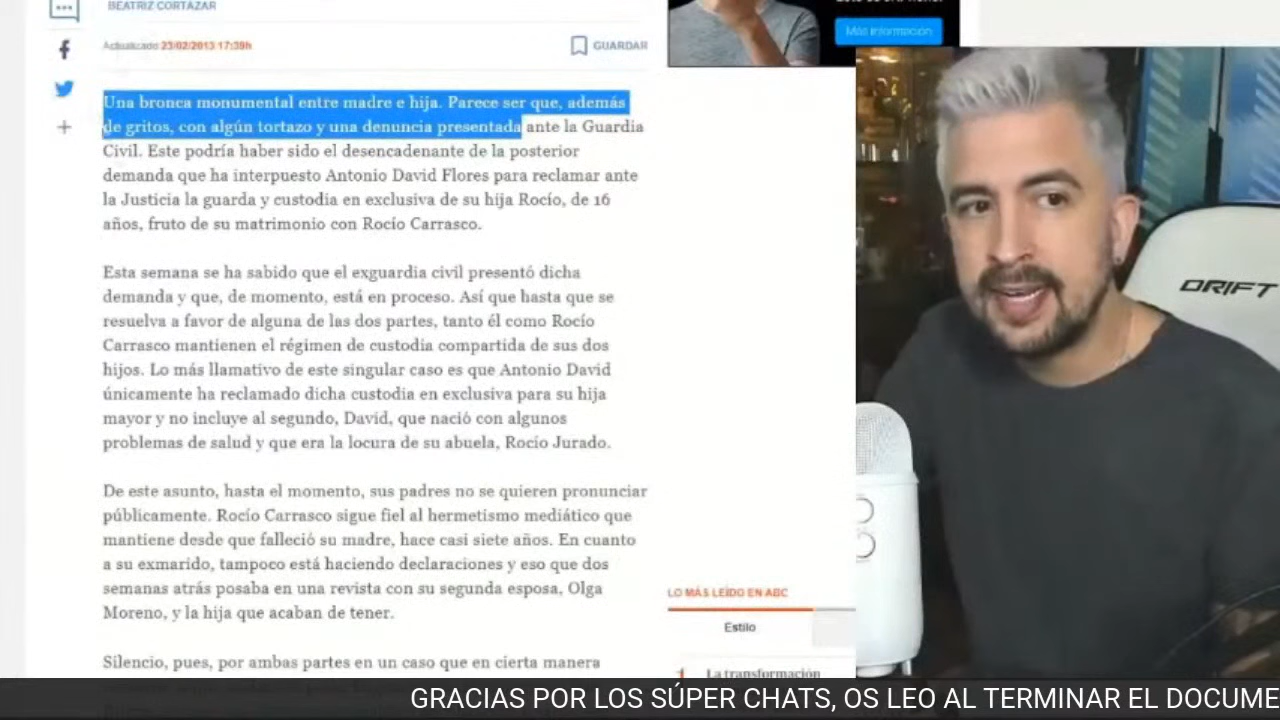 BEATRIZ CORTÁZAR
Actualizado 23/02/2013 17:39h
GUARDAR
Más información
Una bronca monumental entre madre e hija. Parece ser que, además
de gritos, con algún tortazo y una denuncia presentada ante la Guardia
Civil. Este podría haber sido el desencadenante de la posterior
demanda que ha interpuesto Antonio David Flores para reclamar ante
la Justicia la guarda y custodia en exclusiva de su hija Rocío, de 16
años, fruto de su matrimonio con Rocío Carrasco.
Esta semana se ha sabido que el exguardia civil presentó dicha
demanda y que, de momento, está en proceso. Así que hasta que se
resuelva a favor de alguna de las dos partes, tanto él como Rocío
Carrasco mantienen el régimen de custodia compartida de sus dos
hijos. Lo más llamativo de este singular caso es que Antonio David
únicamente ha reclamado dicha custodia en exclusiva para su hija
mayor y no incluye al segundo, David, que nació con algunos
problemas de salud y que era la locura de su abuela, Rocío Jurado.
De este asunto, hasta el momento, sus padres no se quieren pronunciar
públicamente. Rocío Carrasco sigue fiel al hermetismo mediático que
mantiene desde que falleció su madre, hace casi siete años. En cuanto
a su exmarido, tampoco está haciendo declaraciones y eso que dos
semanas atrás posaba en una revista con su segunda esposa, Olga
Moreno, y la hija que acaban de tener.
Silencio, pues, por ambas partes en un caso que en cierta manera
LO MÁS LEÍDO EN ABC
Estilo
1 La transformación
DRIFT
GRACIAS POR LOS SÚPER CHATS, OS LEO AL TERMINAR EL DOCUME